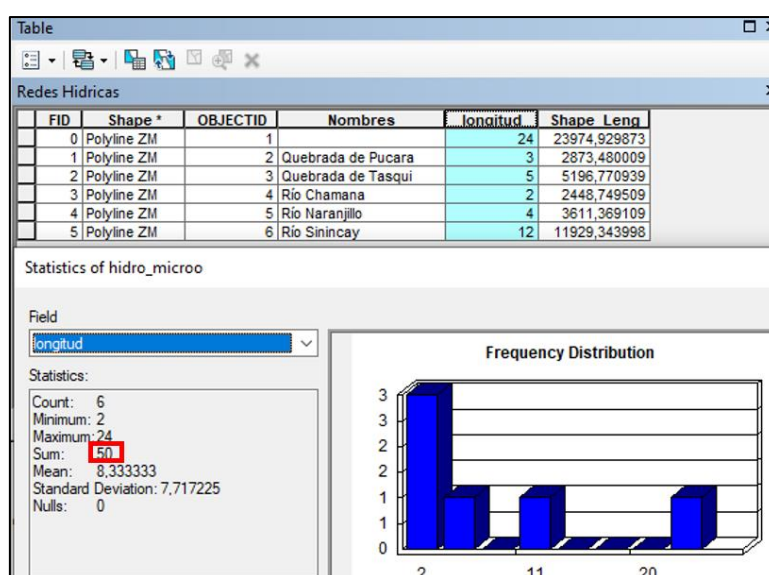 Table
Redes Hidricas
FID Shape * OBJECTID Nombres longitud Shape_Leng
0 Polyline ZM 1 24 23974,929873
1 Polyline ZM 2 Quebrada de Pucara 3 2873,480009
2 Polyline ZM 3 Quebrada de Tasqui 5 5196,770939
3 Polyline ZM 4 Río Chamana 2 2448,749509
4 Polyline ZM 5 Río Naranjillo 4 3611,369109
5 Polyline ZM 6 Río Sinincay 12 11929,343998
Statistics of hidro_microo
Field
longitud
Statistics:
Count: 6
Minimum: 2
Maximum: 24
Sum: 50
Mean: 8,333333
Standard Deviation: 7,717225
Nulls: 0
Frequency Distribution
3
3
2
2
1
1
0
2 11 20